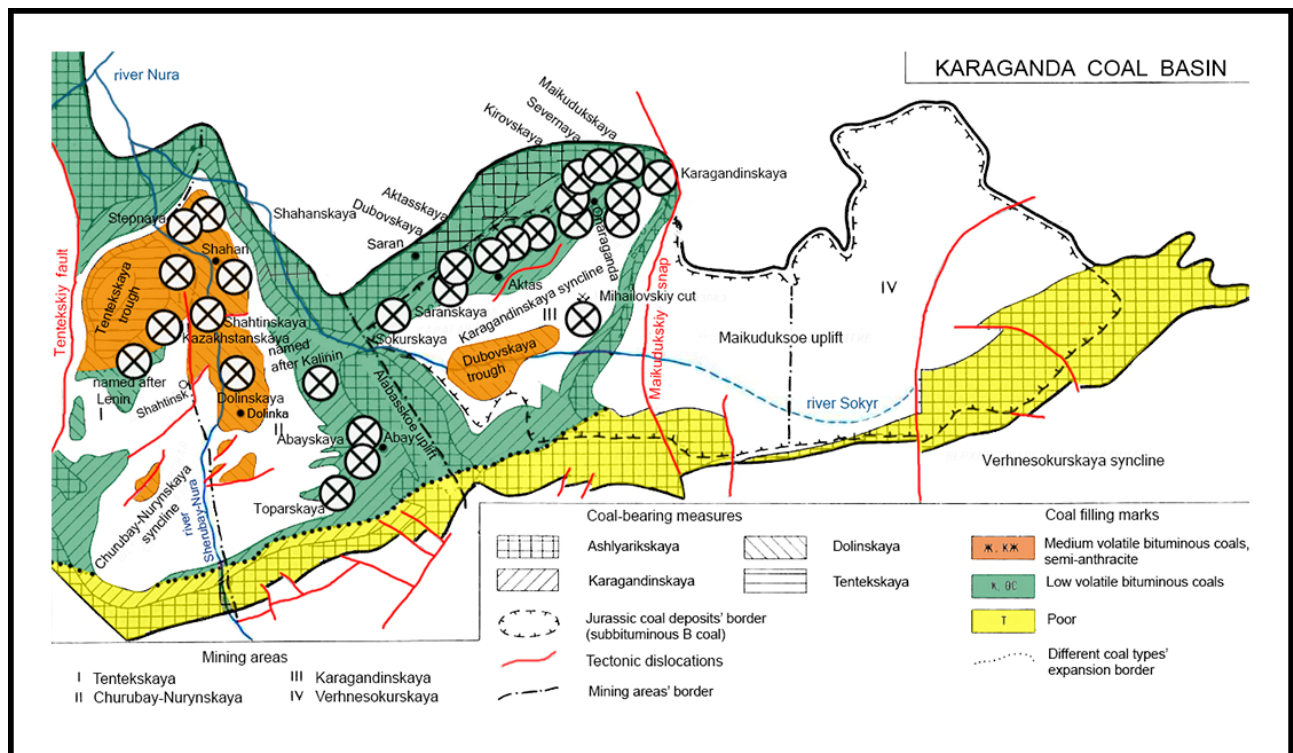 KARAGANDA COAL BASIN
river Nura
Maikudukskaya
Severnaya
Kirovskaya
Karagandinskaya
Aktasskaya
Dubovskaya
Saran
Shahanskaya
Stepnaya
Shahan
Omaraganda
Tentekskiy fault
Tentekskaya
trough
Aktas
Karagandinskaya syncline
Mihailovskiy cut
III
IV
Saranskaya
Sokurskaya
Shahtinskaya
Kazakhstanskaya
named
after Kalinin
Dubovskaya
trough
Maikudukskiy snap
Maikuduksoe uplift
named after
Lenin
I
Shahtinsk
Dolinskaya
Dolinka
II
Alabasskoe uplift
river Sokyr
Abayskaya
Abay
Verhnesokurskaya syncline
Toparskaya
Churubay-Nurynskaya
syncline
river
Sherubay-Nura
Coal-bearing measures
Ashlyarikskaya
Dolinskaya
Karagandinskaya
Tentekskaya
Jurassic coal deposits' border
(subbituminous B coal)
Tectonic dislocations
Mining areas' border
Coal filling marks
Ж, КЖ
Medium volatile bituminous coals,
semi-anthracite
К, ОС
Low volatile bituminous coals
Т
Poor
Different coal types'
expansion border
Mining areas
I Tentekskaya
II Churubay-Nurynskaya
III Karagandinskaya
IV Verhnesokurskaya